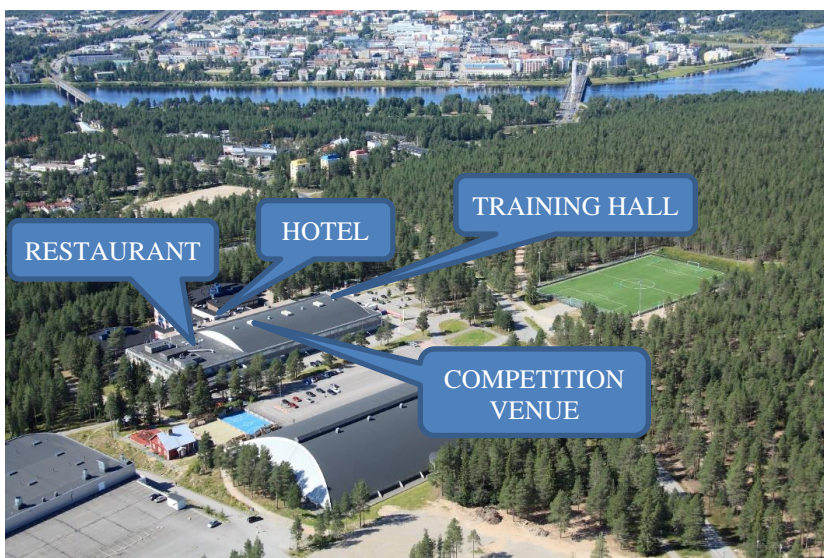 TRAINING HALL
HOTEL
RESTAURANT
COMPETITION
VENUE